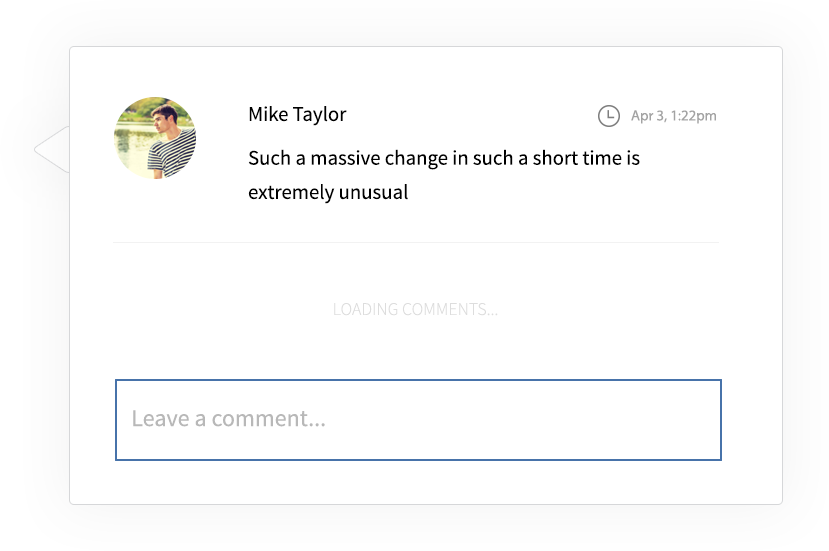 Mike Taylor
Apr 3, 1:22pm
Such a massive change in such a short time is
extremely unusual
LOADING COMMENTS...
Leave a comment...